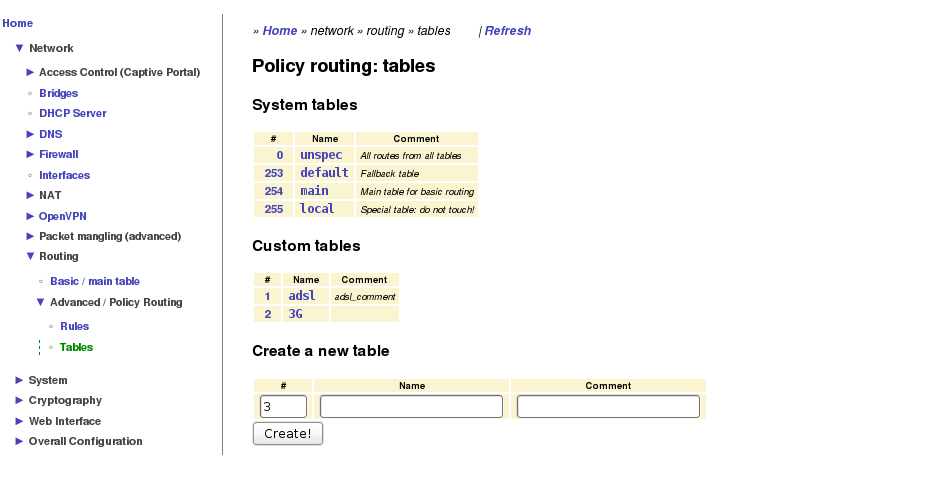 Home
▼ Network
► Access Control (Captive Portal)
◦ Bridges
◦ DHCP Server
► DNS
► Firewall
◦ Interfaces
► NAT
► OpenVPN
► Packet mangling (advanced)
▼ Routing
◦ Basic / main table
▼ Advanced / Policy Routing
◦ Rules
◦ Tables
► System
► Cryptography
► Web Interface
► Overall Configuration
» Home » network » routing » tables | Refresh
Policy routing: tables
System tables
# Name Comment
0 unspec All routes from all tables
253 default Fallback table
254 main Main table for basic routing
255 local Special table: do not touch!
Custom tables
# Name Comment
1 adsl adsl_comment
2 3G
Create a new table
# Name Comment
3
Create!